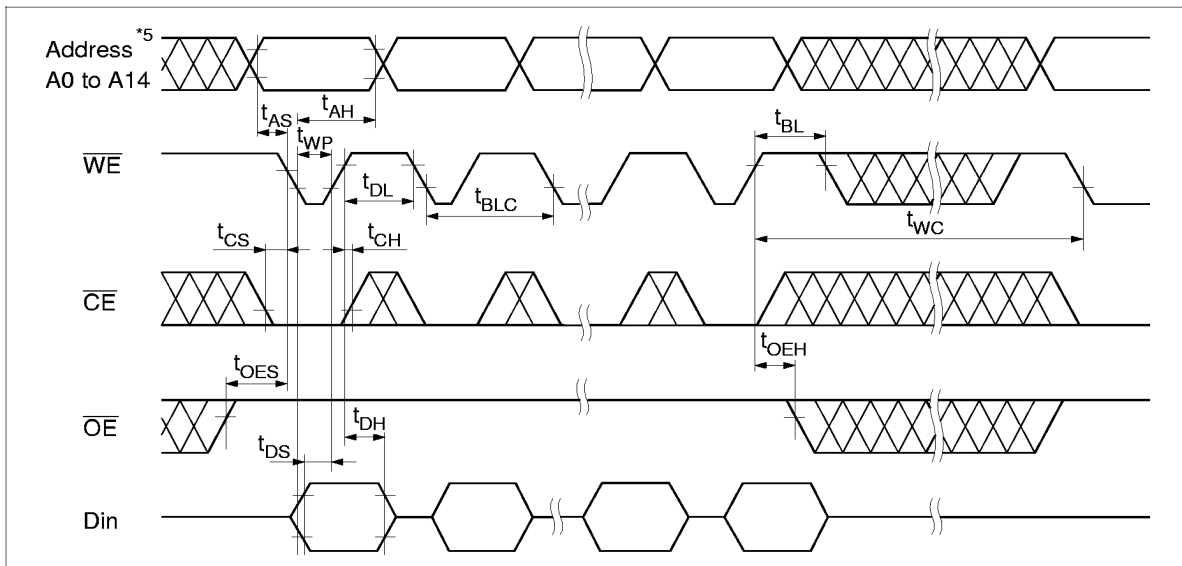 Address *5
A0 to A14
tAS
tAH
tWP
tBL
WE
tDL
tBLC
tWC
tCS
tCH
CE
tOES
tOEH
OE
tDH
tDS
Din